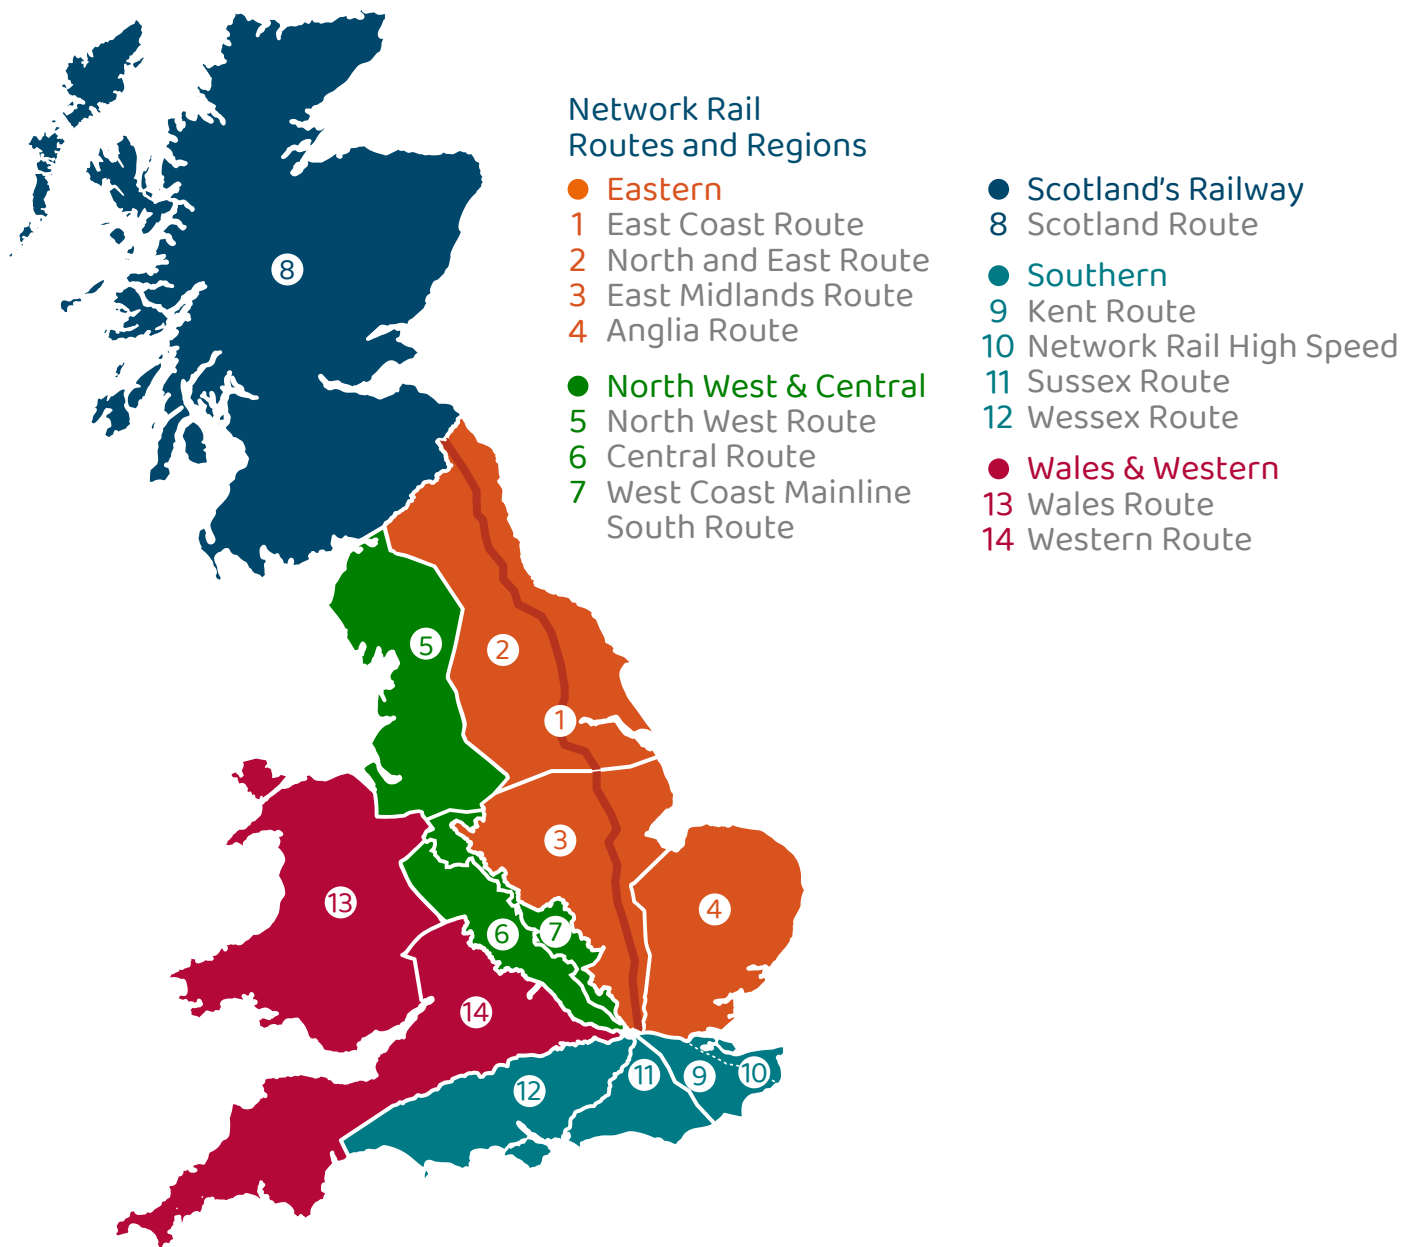 Network Rail
Routes and Regions
Eastern
1 East Coast Route
2 North and East Route
3 East Midlands Route
4 Anglia Route
North West & Central
5 North West Route
6 Central Route
7 West Coast Mainline
South Route
Scotland's Railway
8 Scotland Route
Southern
9 Kent Route
10 Network Rail High Speed
11 Sussex Route
12 Wessex Route
Wales & Western
13 Wales Route
14 Western Route
8
5
2
1
3
13
4
6
7
14
12
11
9
10